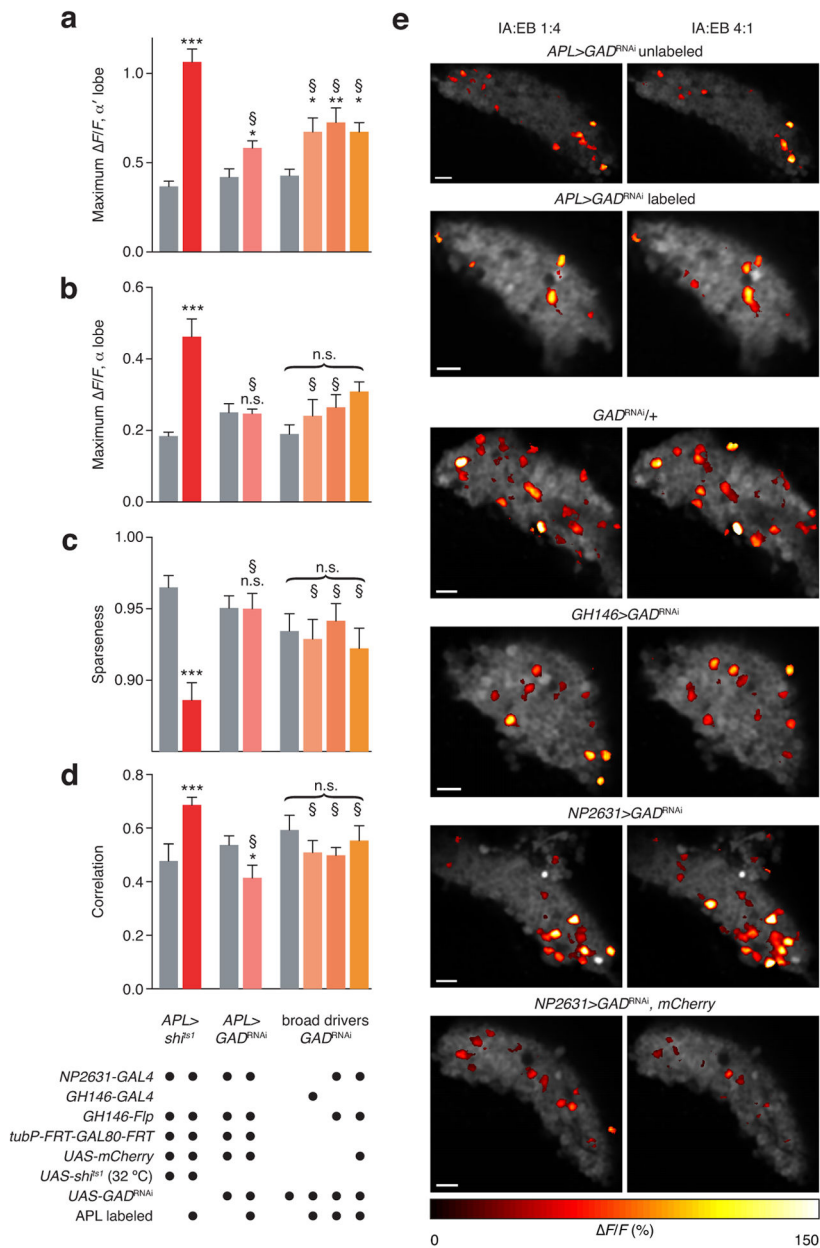 a
Maximum ΔF/F, α′ lobe
1.0
0.5
0.0
***
§
*
§
*
§
**
§
*
b
Maximum ΔF/F, α lobe
0.6
0.4
0.2
0.0
***
§
n.s.
n.s.
§ § §
c
Sparseness
1.00
0.95
0.90
***
§
n.s.
n.s.
§ § §
d
Correlation
0.8
0.6
0.4
0.2
0.0
***
§
*
n.s.
§ § §
APL> shi^ts1
APL> GAD^RNAi
broad drivers GAD^RNAi
NP2631-GAL4
GH146-GAL4
GH146-Flp
tubP-FRT-GAL80-FRT
UAS-mCherry
UAS-shi^ts1 (32 ºC)
UAS-GAD^RNAi
APL labeled
e
IA:EB 1:4 IA:EB 4:1
APL>GAD^RNAi unlabeled
APL>GAD^RNAi labeled
GAD^RNAi/+
GH146>GAD^RNAi
NP2631>GAD^RNAi
NP2631>GAD^RNAi, mCherry
0 ΔF/F (%) 150